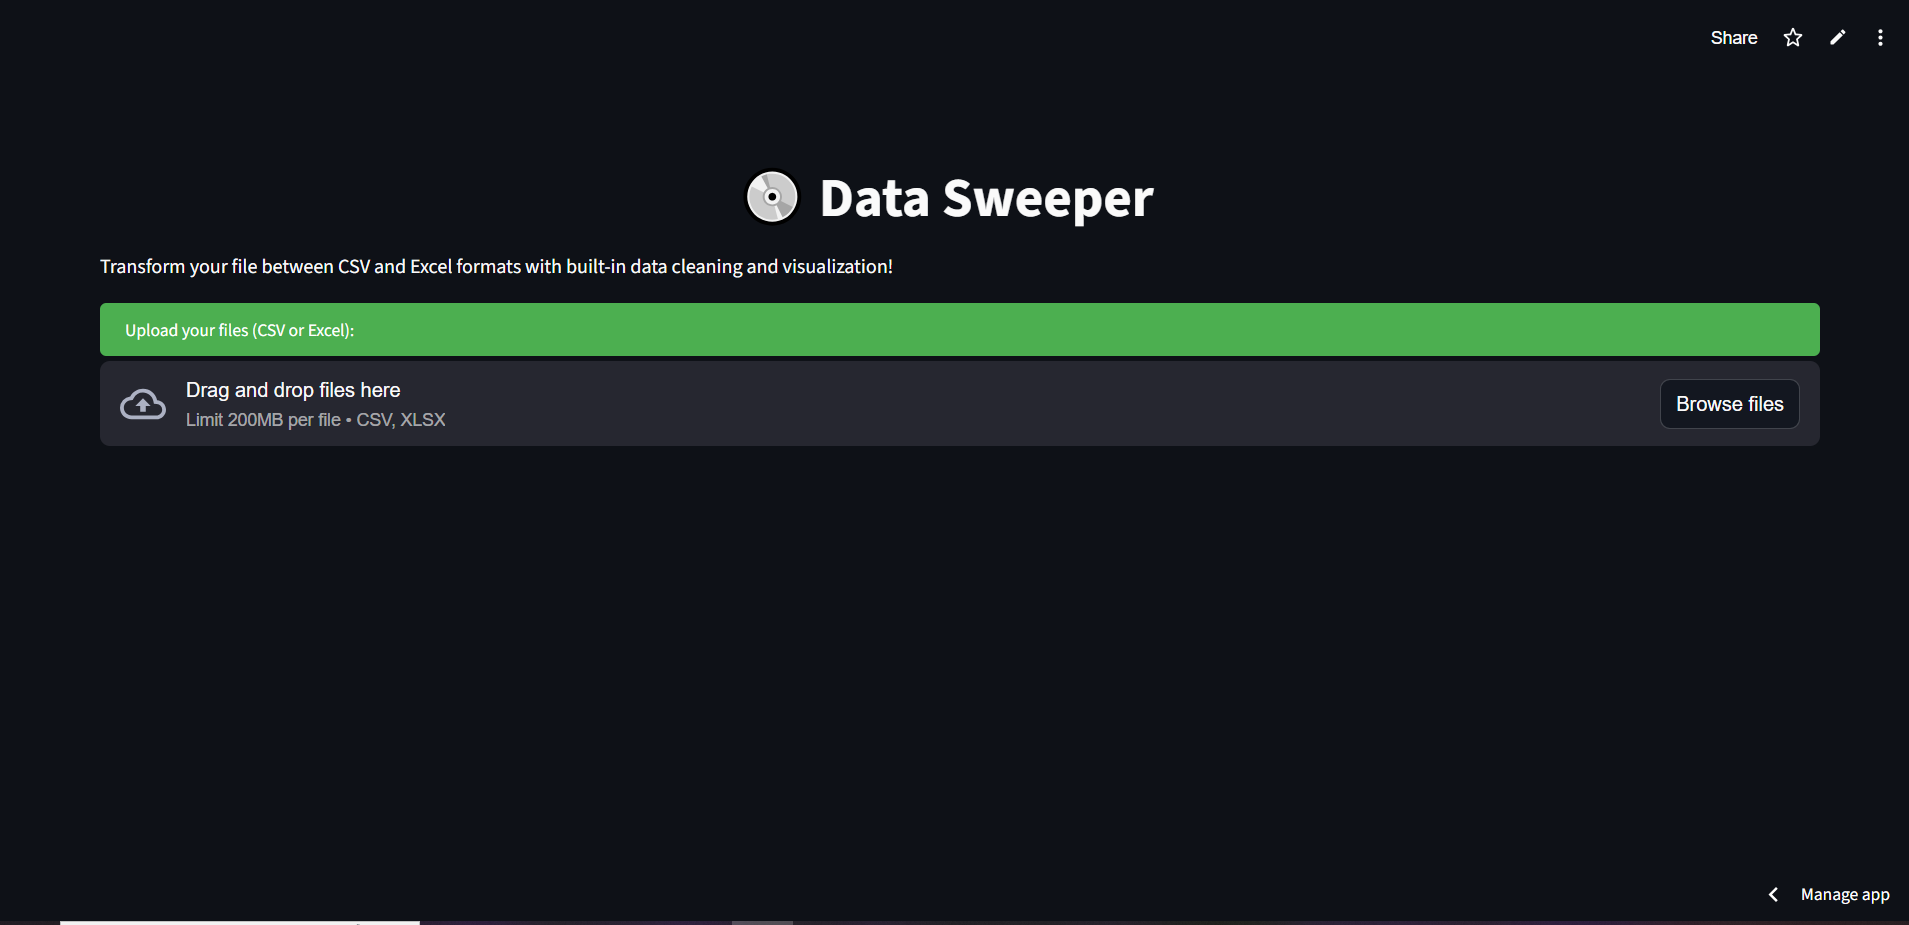 Share
Data Sweeper
Transform your file between CSV and Excel formats with built-in data cleaning and visualization!
Upload your files (CSV or Excel):
Drag and drop files here
Limit 200MB per file • CSV, XLSX
Browse files
Manage app